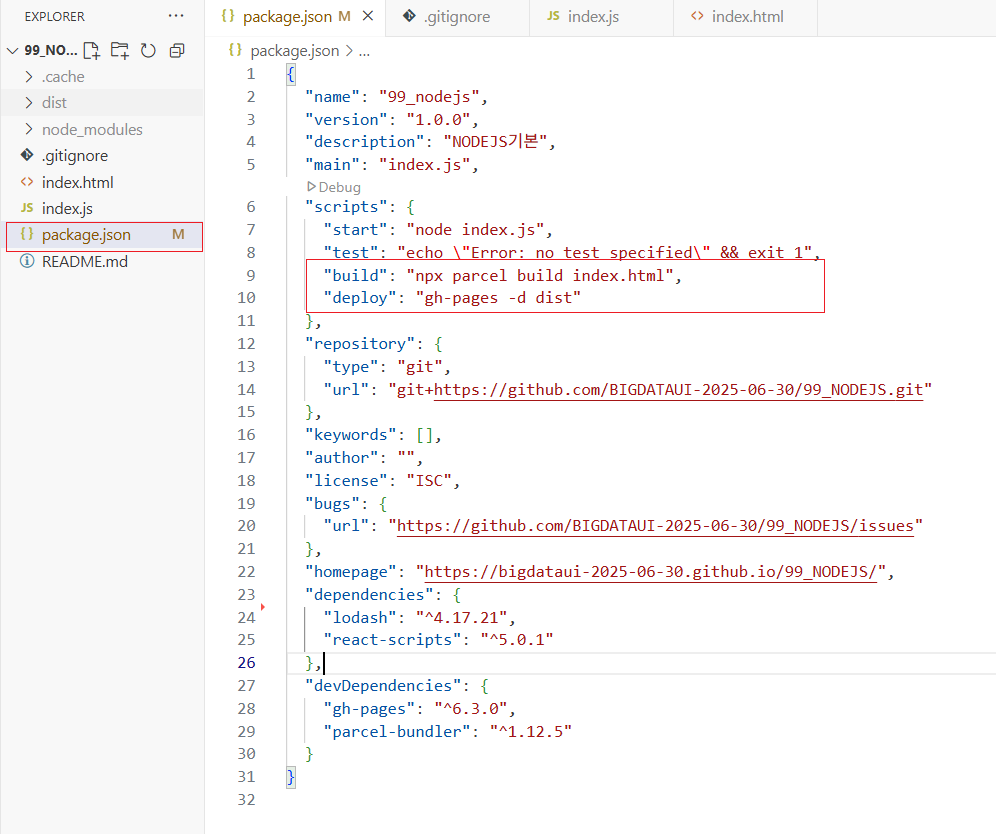 EXPLORER ...
99_NO...
.cache
dist
node_modules
.gitignore
index.html
JS index.js
{} package.json M
README.md
{} package.json M
.gitignore
JS index.js
index.html
{} package.json > ...
1 {
2 "name": "99_nodejs",
3 "version": "1.0.0",
4 "description": "NODEJS기본",
5 "main": "index.js",
Debug
6 "scripts": {
7 "start": "node index.js",
8 "test": "echo \"Error: no test specified\" && exit 1",
9 "build": "npx parcel build index.html",
10 "deploy": "gh-pages -d dist"
11 },
12 "repository": {
13 "type": "git",
14 "url": "git+https://github.com/BIGDATAUI-2025-06-30/99_NODEJS.git"
15 },
16 "keywords": [],
17 "author": "",
18 "license": "ISC",
19 "bugs": {
20 "url": "https://github.com/BIGDATAUI-2025-06-30/99_NODEJS/issues"
21 },
22 "homepage": "https://bigdataui-2025-06-30.github.io/99_NODEJS/",
23 "dependencies": {
24 "lodash": "^4.17.21",
25 "react-scripts": "^5.0.1"
26 },
27 "devDependencies": {
28 "gh-pages": "^6.3.0",
29 "parcel-bundler": "^1.12.5"
30 }
31 }
32